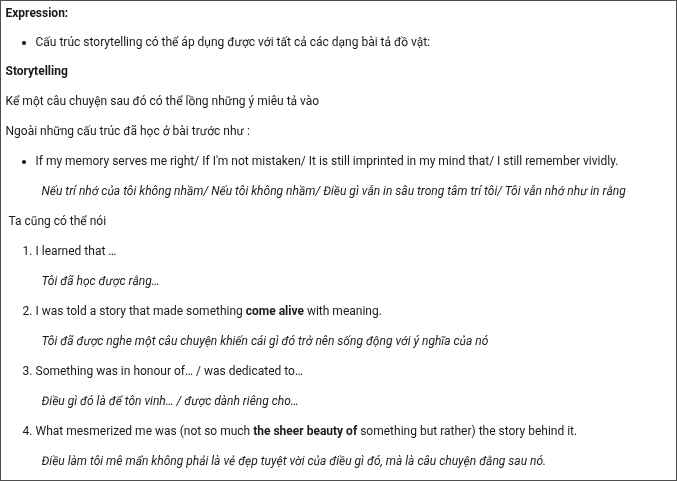 Expression:
• Cấu trúc storytelling có thể áp dụng được với tất cả các dạng bài tả đồ vật:
Storytelling
Kể một câu chuyện sau đó có thể lồng những ý miêu tả vào
Ngoài những cấu trúc đã học ở bài trước như :
• If my memory serves me right/ If I'm not mistaken/ It is still imprinted in my mind that/ I still remember vividly.
Nếu trí nhớ của tôi không nhầm/ Nếu tôi không nhầm/ Điều gì vẫn in sâu trong tâm trí tôi/ Tôi vẫn nhớ như in rằng
Ta cũng có thể nói
1. I learned that ...
Tôi đã học được rằng...
2. I was told a story that made something come alive with meaning.
Tôi đã được nghe một câu chuyện khiến cái gì đó trở nên sống động với ý nghĩa của nó
3. Something was in honour of... / was dedicated to...
Điều gì đó là để tôn vinh... / được dành riêng cho...
4. What mesmerized me was (not so much the sheer beauty of something but rather) the story behind it.
Điều làm tôi mê mẩn không phải là vẻ đẹp tuyệt vời của điều gì đó, mà là câu chuyện đằng sau nó.